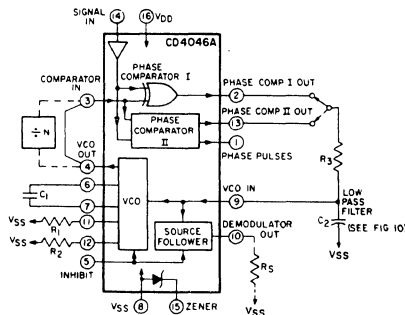 SIGNAL IN
14
16 VDD
CD4046A
PHASE COMPARATOR I
COMPARATOR IN
3
PHASE COMP I OUT
2
PHASE COMP II OUT
13
÷ N
PHASE COMPARATOR II
1
PHASE PULSES
VCO OUT
4
R3
6
C1
7
VCO
VCO IN
9
LOW PASS FILTER
(SEE FIG 10)
C2
VSS
VSS R1 11
SOURCE FOLLOWER
DEMODULATOR OUT
10
VSS R2 12
5
INHIBIT
RS
VSS
8
15 ZENER
VSS